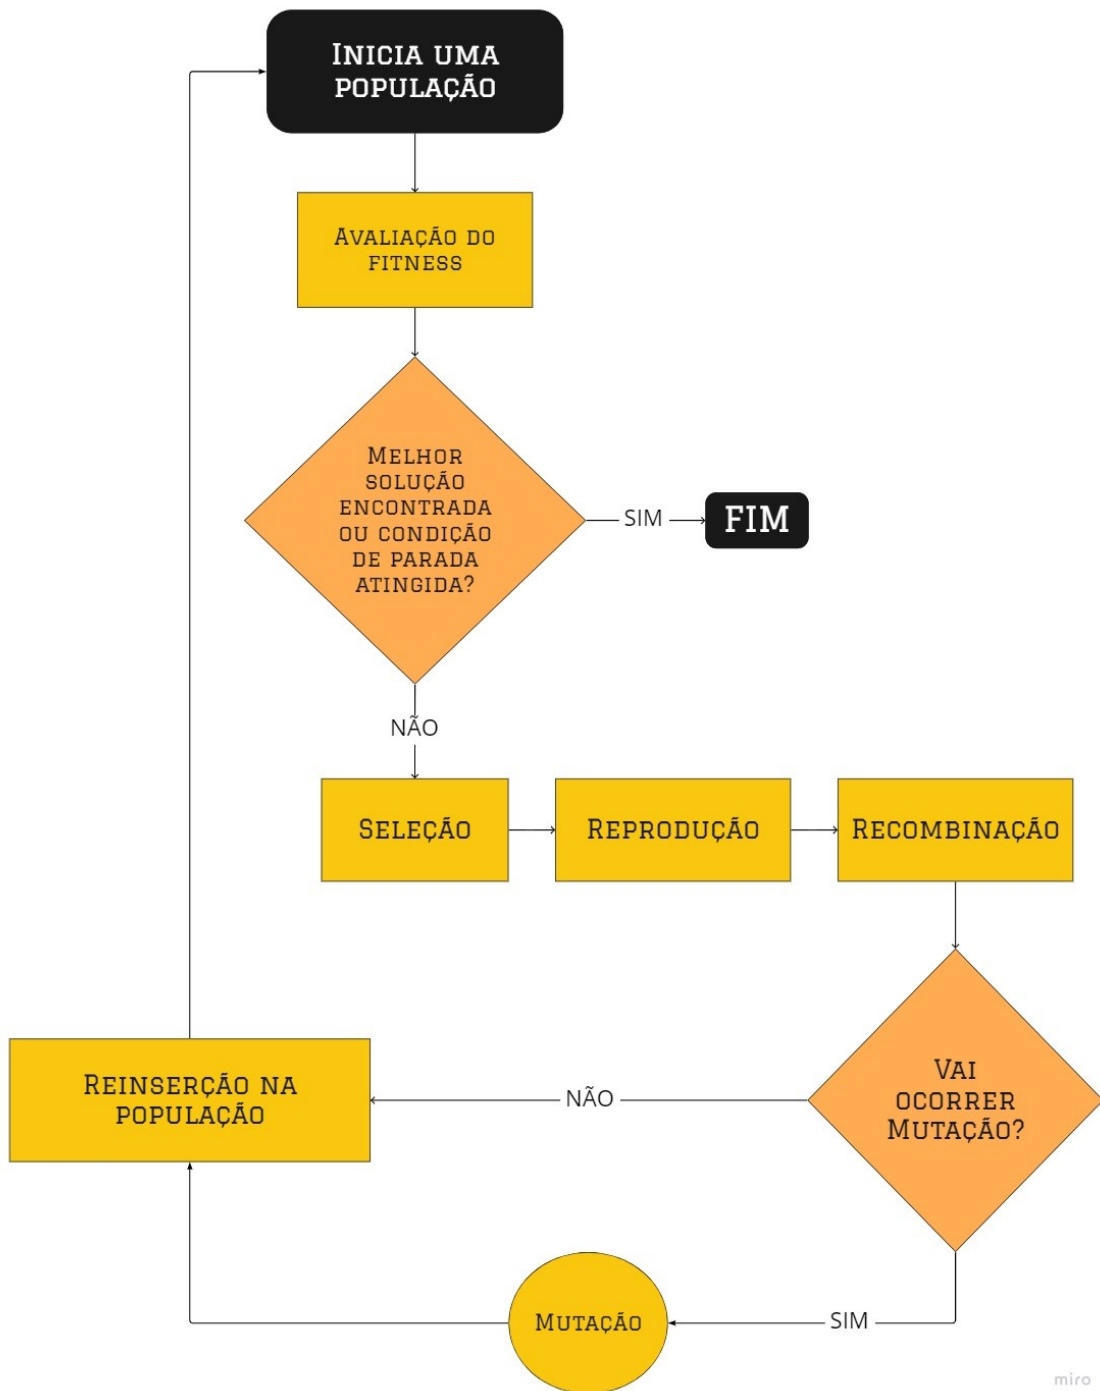 Inicia uma
população
Avaliação do
fitness
Melhor
solução
encontrada
ou condição
de parada
atingida?
SIM
FIM
NÃO
Seleção
Reprodução
Recombinação
Reinserção na
população
NÃO
Vai
ocorrer
Mutação?
Mutação
SIM
miro